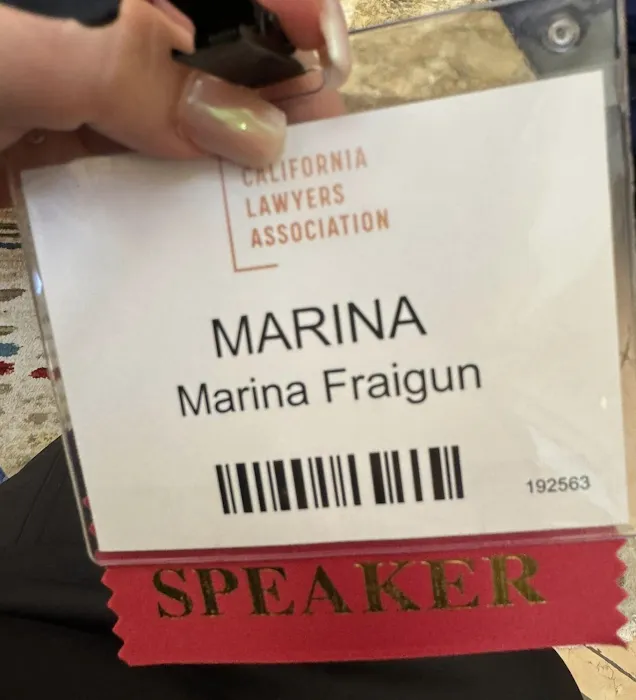 CALIFORNIA
LAWYERS
ASSOCIATION
MARINA
Marina Fraigun
192563
SPEAKER